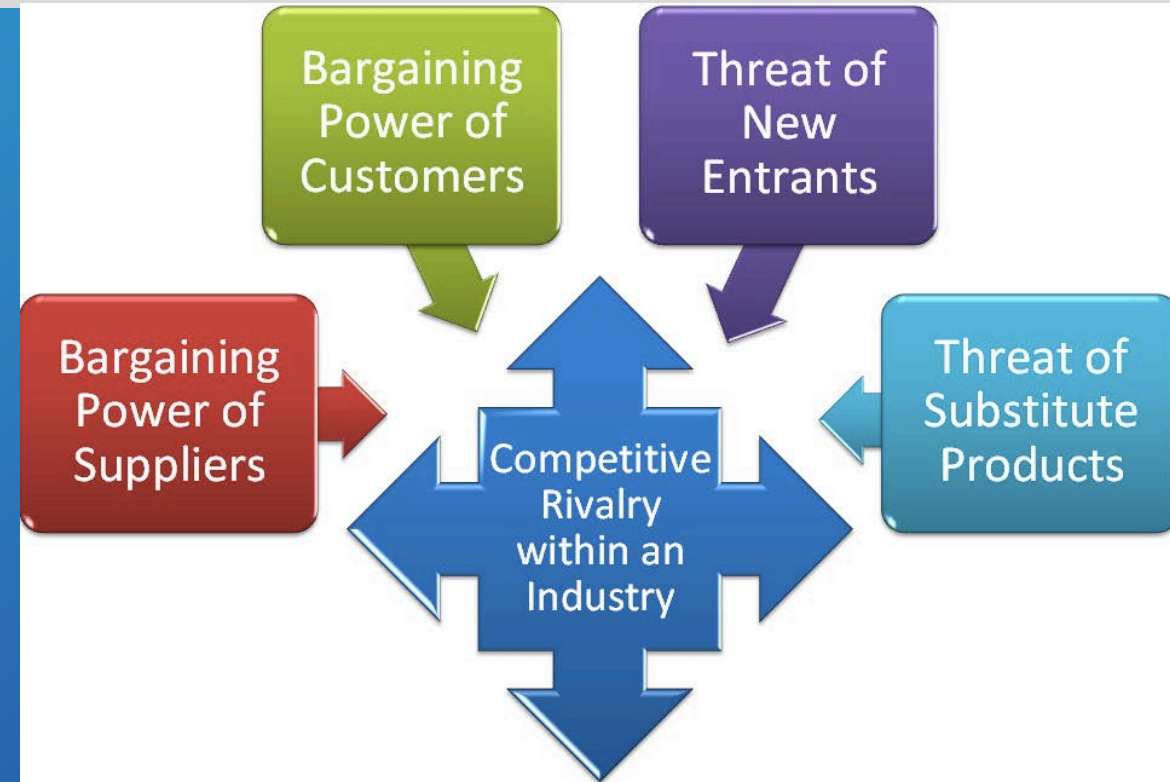 Bargaining
Power of
Customers
Threat of
New
Entrants
Bargaining
Power of
Suppliers
Threat of
Substitute
Products
Competitive
Rivalry
within an
Industry